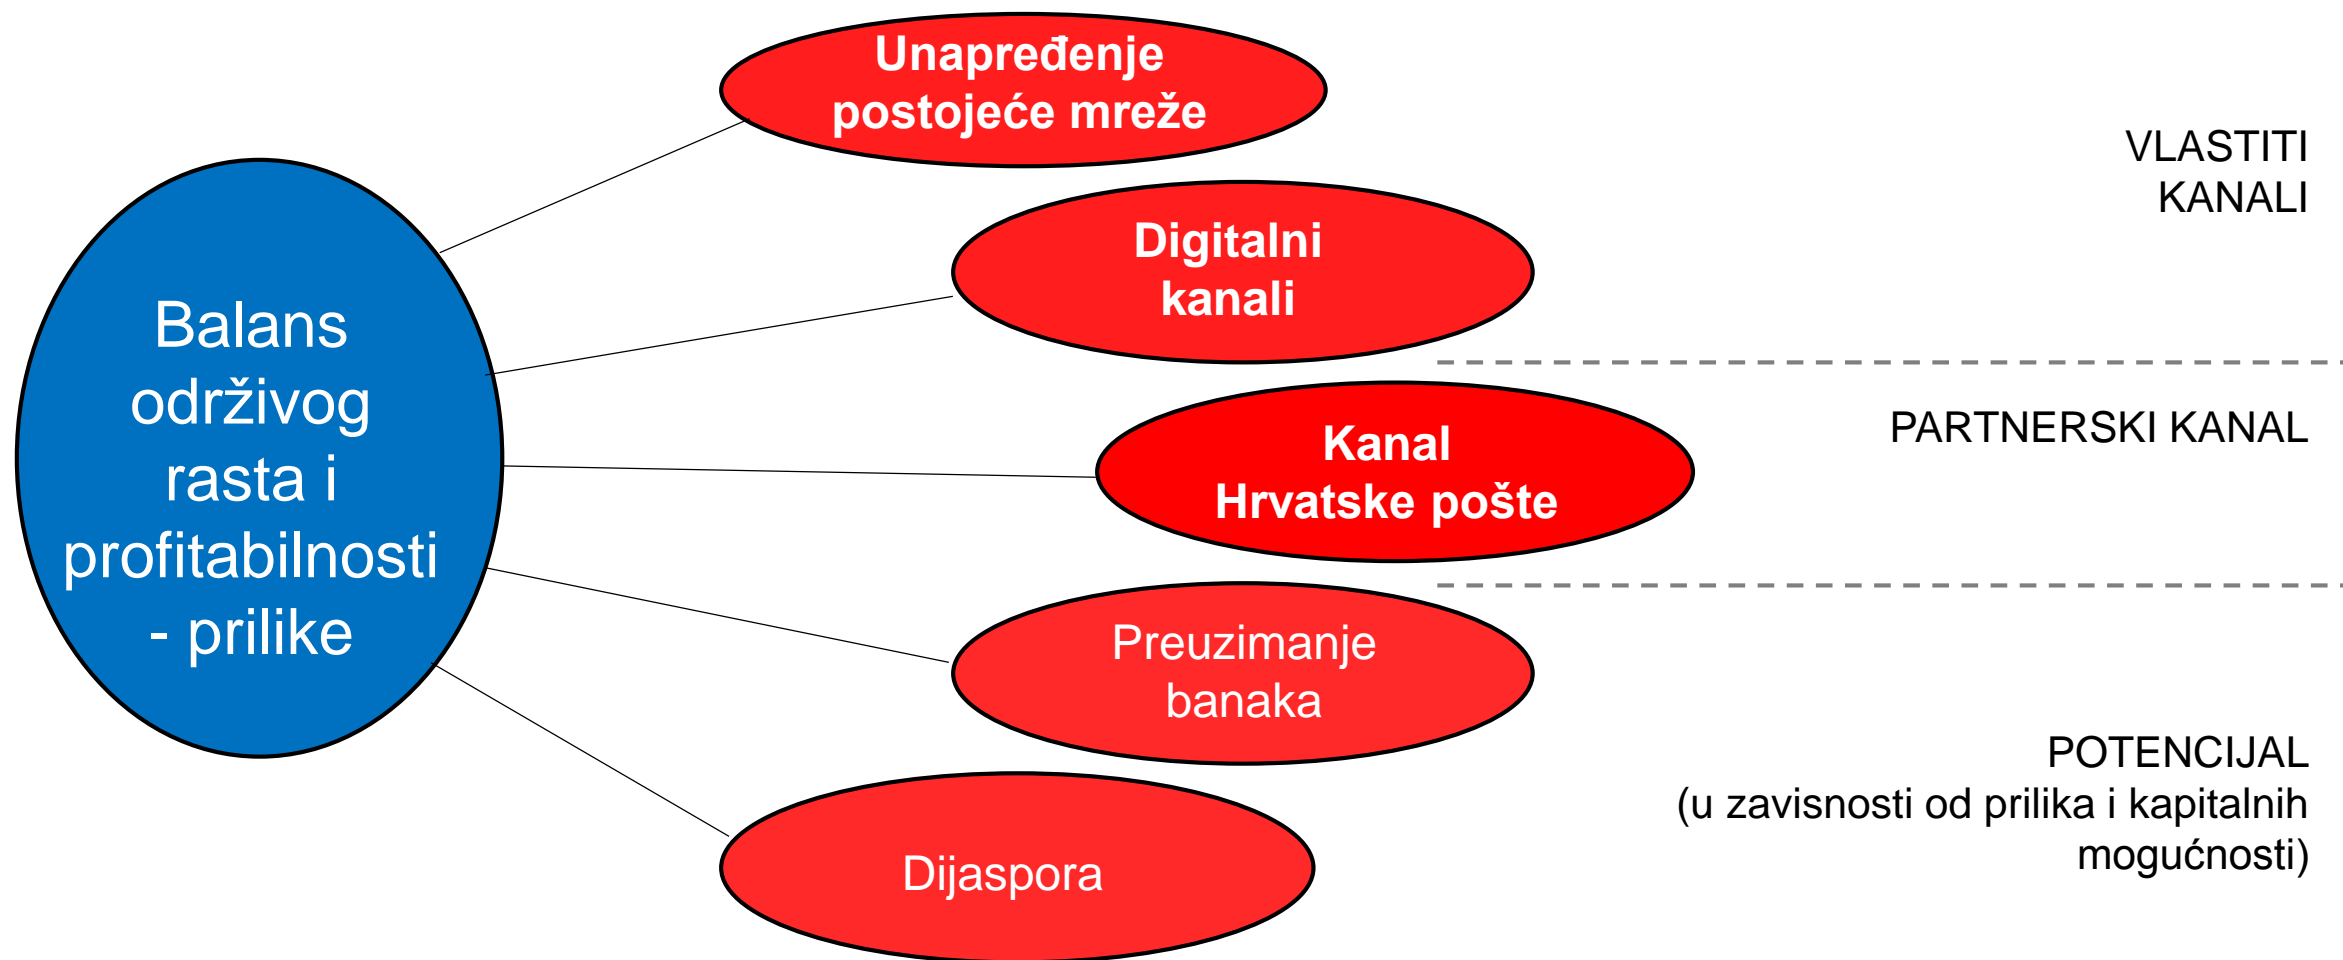 Unapređenje
postojeće mreže
VLASTITI
KANALI
Digitalni
kanali
Balans
održivog
rasta i
profitabilnosti
- prilike
PARTNERSKI KANAL
Kanal
Hrvatske pošte
Preuzimanje
banaka
POTENCIJAL
(u zavisnosti od prilika i kapitalnih
mogućnosti)
Dijaspora